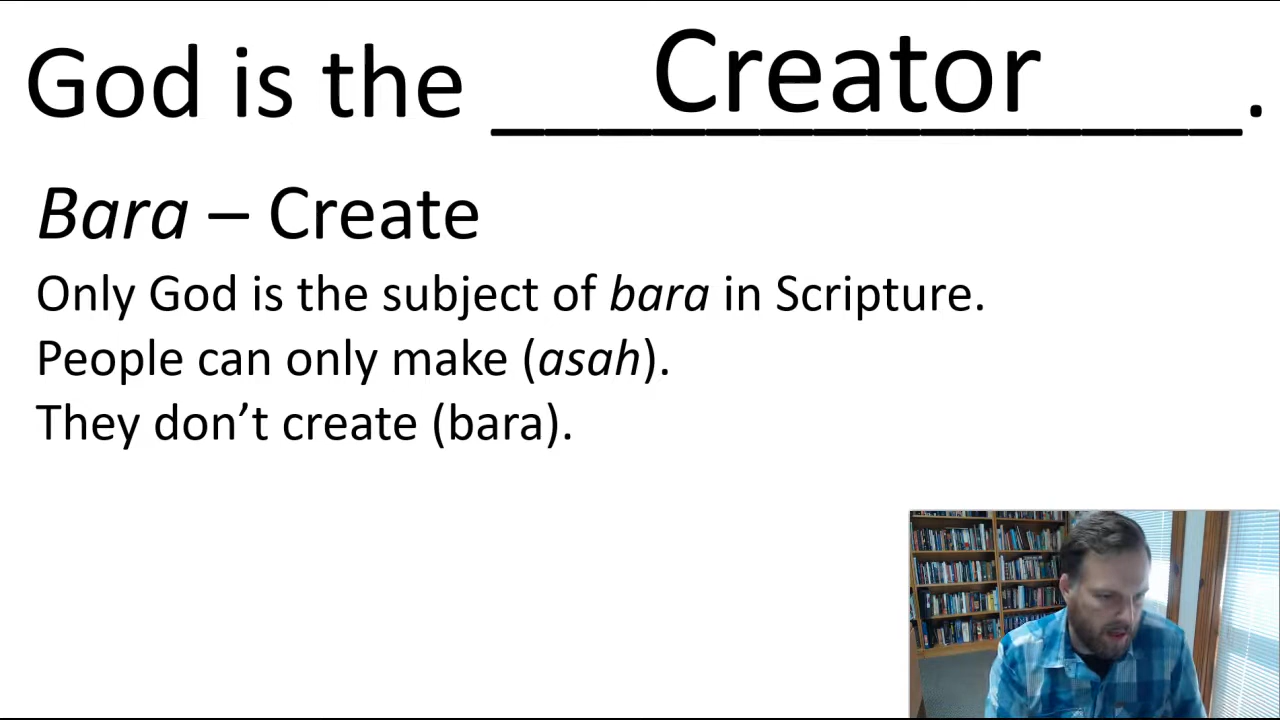 God is the Creator.
Bara – Create
Only God is the subject of bara in Scripture.
People can only make (asah).
They don’t create (bara).